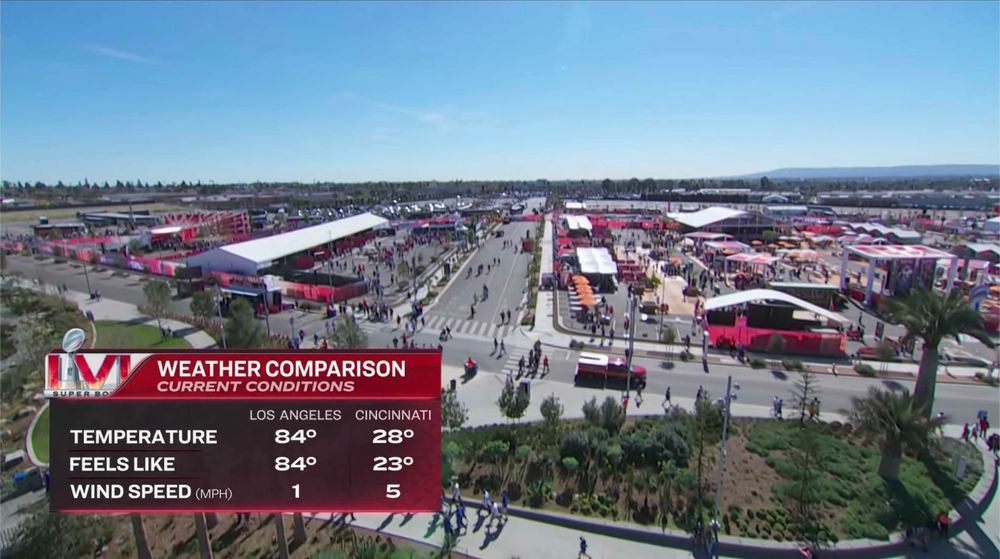 LVI
SUPER BO
WEATHER COMPARISON
CURRENT CONDITIONS
LOS ANGELES CINCINNATI
TEMPERATURE 84º 28º
FEELS LIKE 84º 23º
WIND SPEED (MPH) 1 5